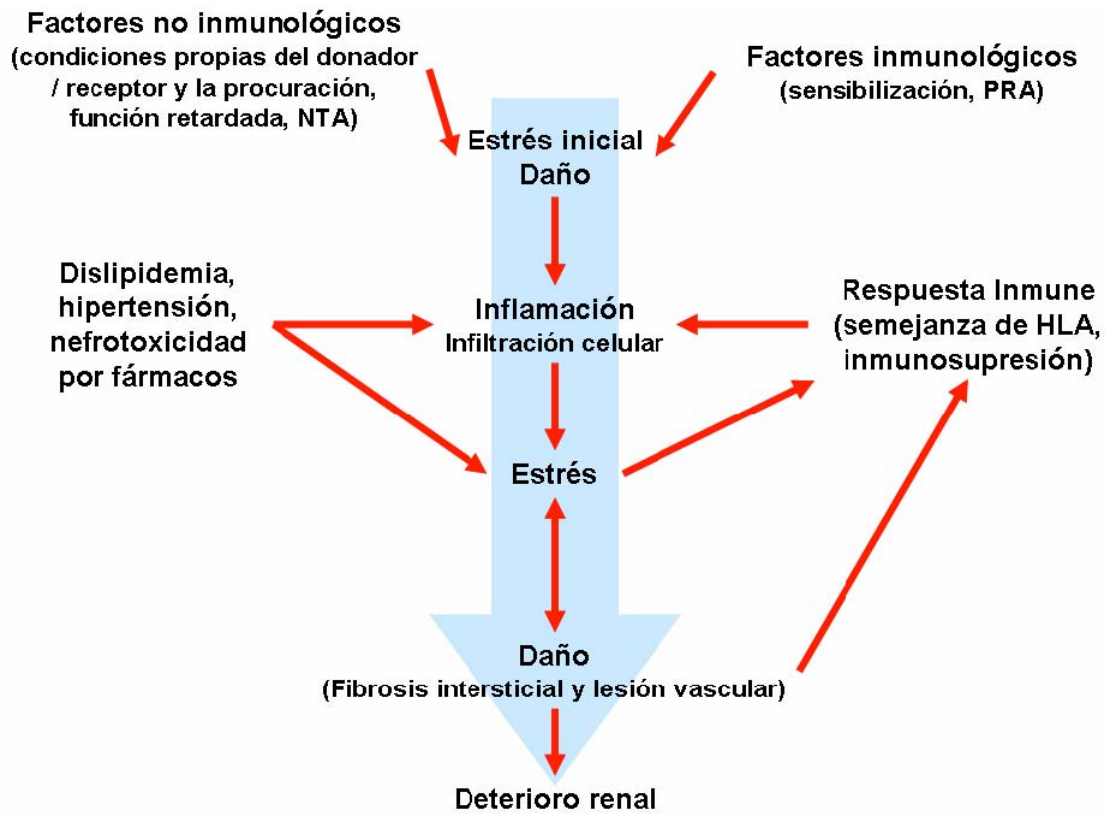 Factores no inmunológicos
(condiciones propias del donador
/ receptor y la procuración,
función retardada, NTA)
Factores inmunológicos
(sensibilización, PRA)
Estrés inicial
Daño
Dislipidemia,
hipertensión,
nefrotoxicidad
por fármacos
Inflamación
Infiltración celular
Respuesta Inmune
(semejanza de HLA,
inmunosupresión)
Estrés
Daño
(Fibrosis intersticial y lesión vascular)
Deterioro renal